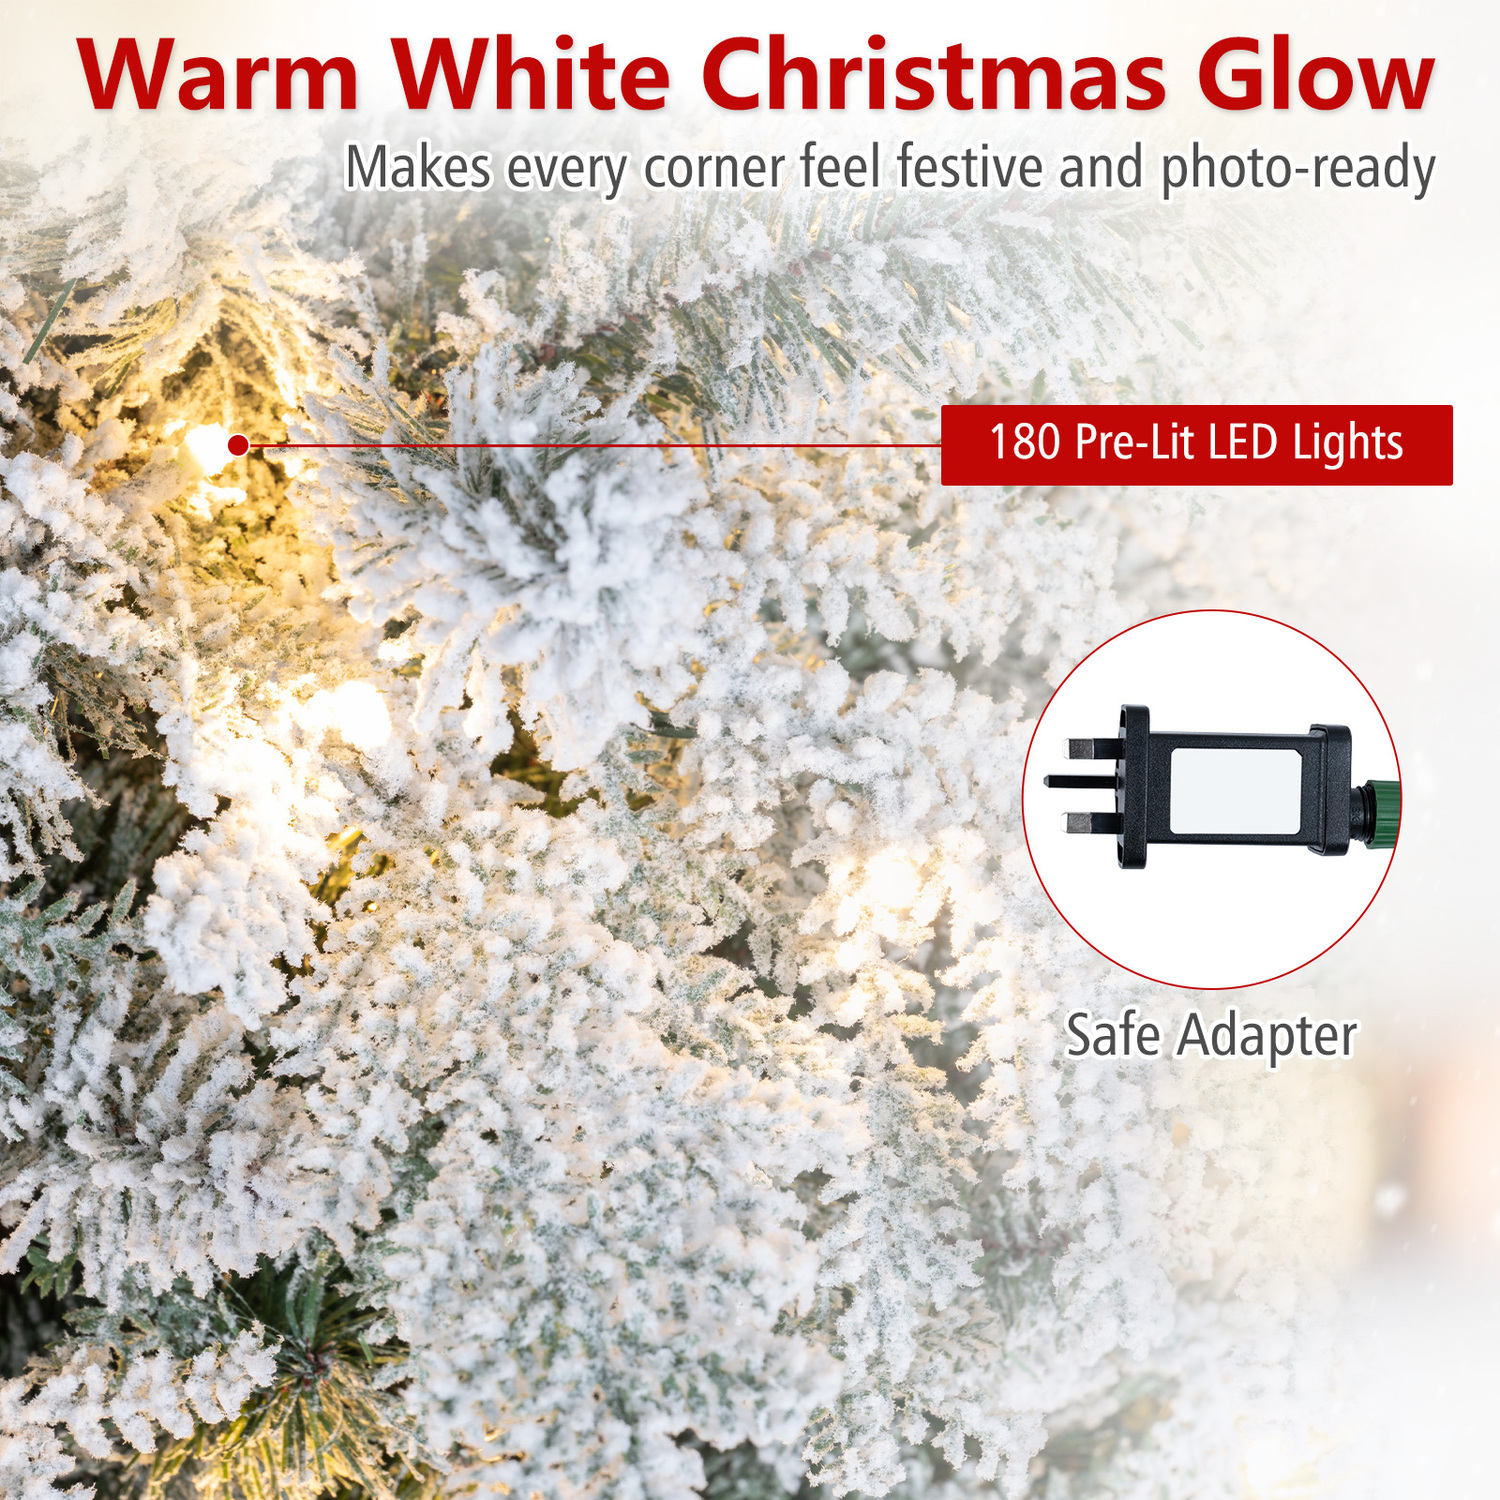 Warm White Christmas Glow
Makes every corner feel festive and photo-ready
180 Pre-Lit LED Lights
Safe Adapter